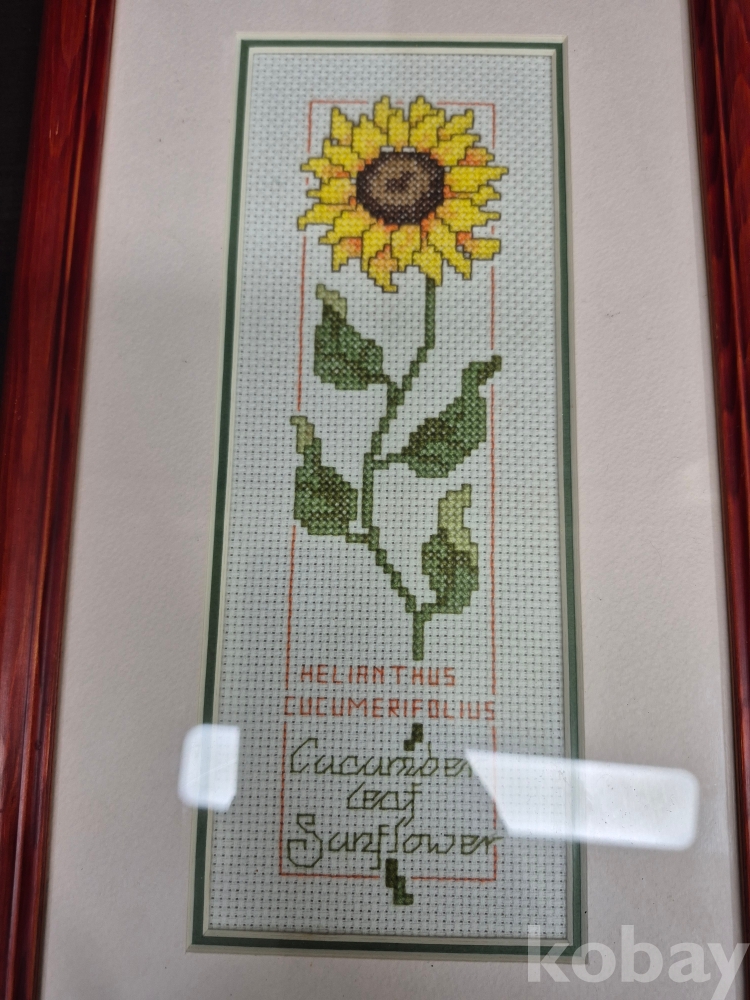 HELIANTHUS
CUCUMERIFOLIUS
Cucumber
leaf
Sunflower
kobay